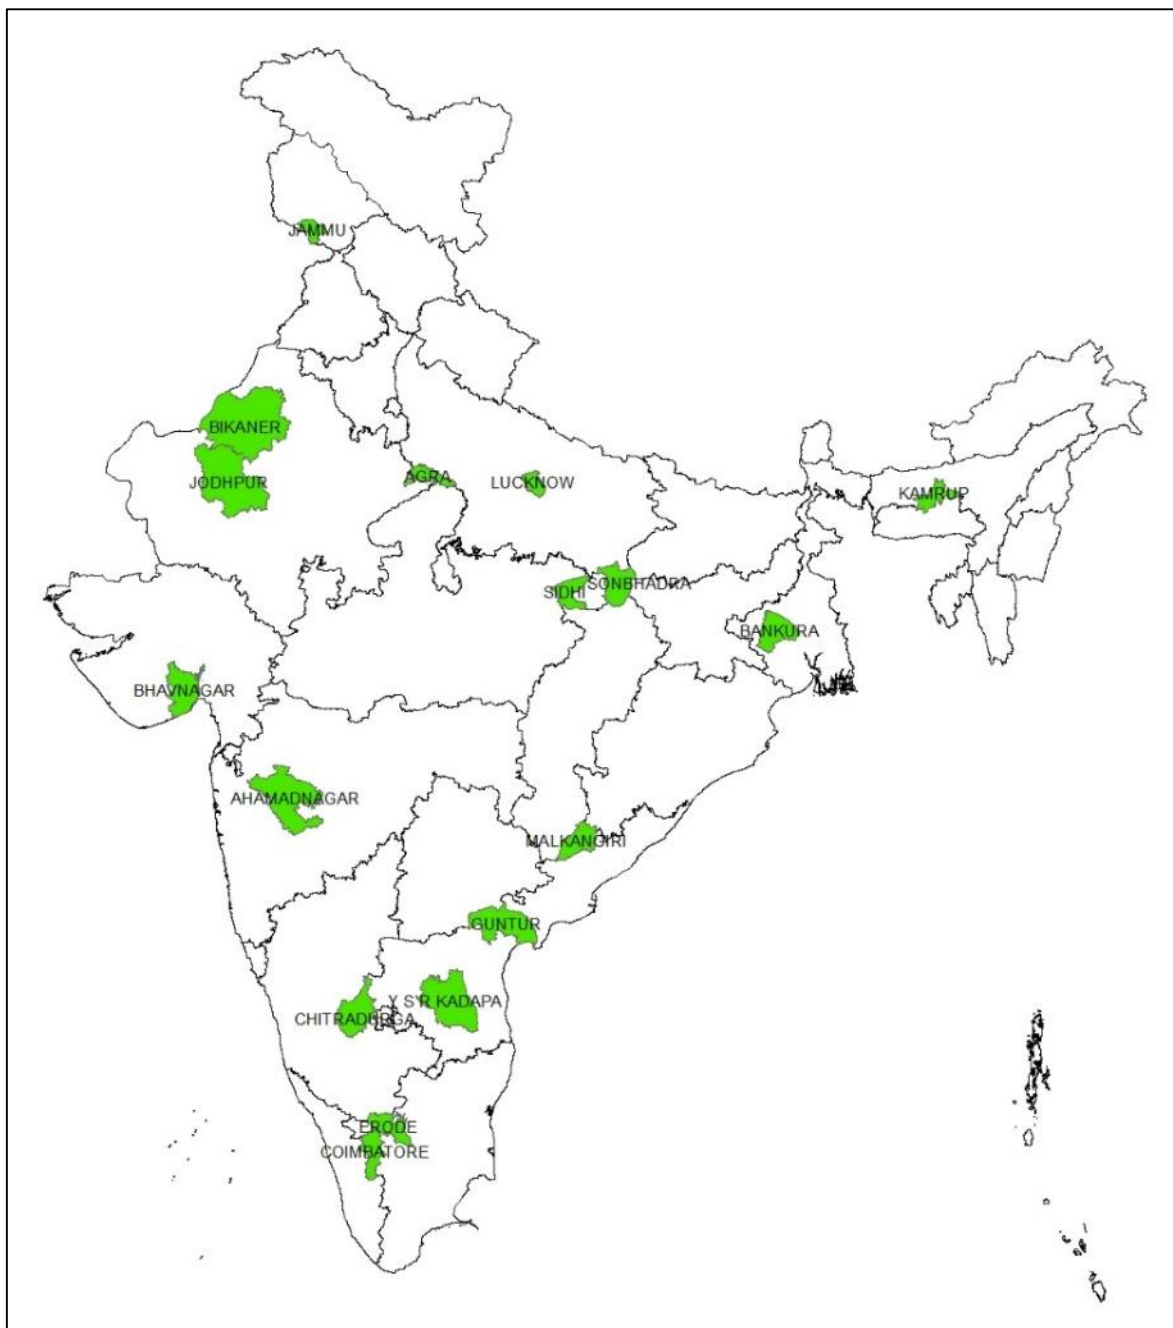 JAMMU
BIKANER
JODHPUR
AGRA
LUCKNOW
KAMRUP
SIDHI
SONBHADRA
BANKURA
BHAVNAGAR
AHAMADNAGAR
MALKANGIRI
GUNTUR
Y S R KADAPA
CHITRADURGA
ERODE
COIMBATORE